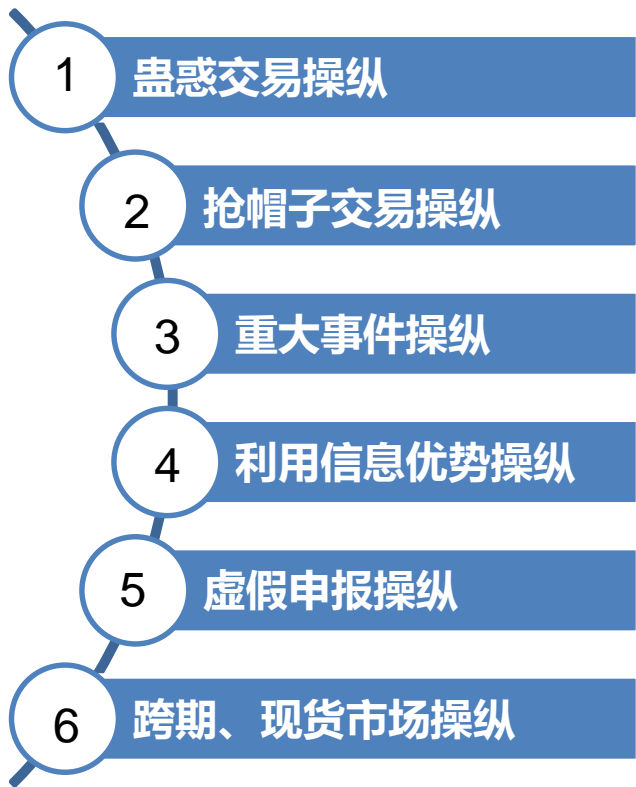 1 蛊惑交易操纵
2 抢帽子交易操纵
3 重大事件操纵
4 利用信息优势操纵
5 虚假申报操纵
6 跨期、现货市场操纵